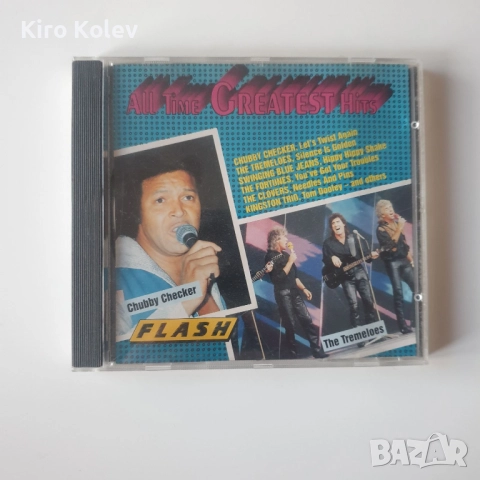 Kiro Kolev
ALL TIME GREATEST HITS
CHUBBY CHECKER, Let's Twist Again
THE TREMELOES, Silence Is Golden
SWINGING BLUE JEANS, Hippy Hippy Shake
THE FORTUNES, You've Got Your Troubles
THE CLOVERS, Needles And Pins
KINGSTON TRIO, Tom Dooley - and others
Chubby Checker
FLASH
The Tremeloes
BAZAR